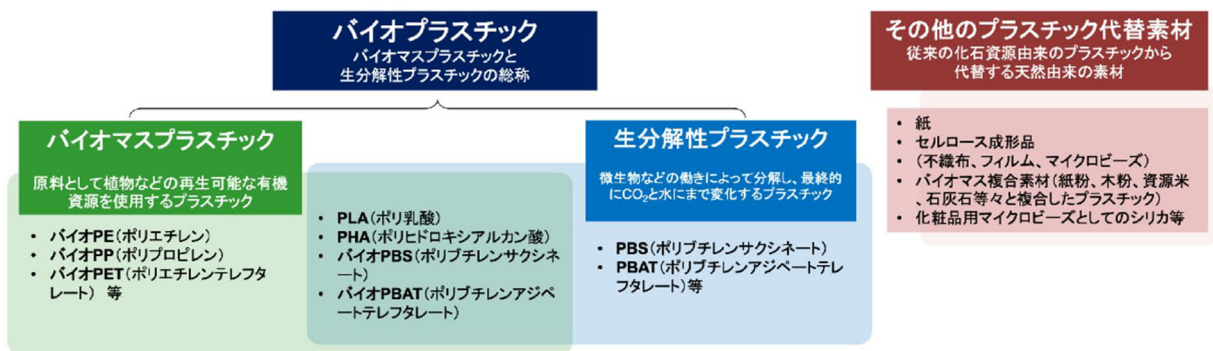 バイオプラスチック
バイオマスプラスチックと
生分解性プラスチックの総称
その他のプラスチック代替素材
従来の化石資源由来のプラスチックから
代替する天然由来の素材
バイオマスプラスチック
原料として植物などの再生可能な有機
資源を使用するプラスチック
• バイオPE(ポリエチレン)
• バイオPP(ポリプロピレン)
• バイオPET(ポリエチレンテレフタ
レート) 等
• PLA(ポリ乳酸)
• PHA(ポリヒドロキシアルカン酸)
• バイオPBS(ポリブチレンサクシネ
ート)
• バイオPBAT(ポリブチレンアジペ
ートテレフタレート)
生分解性プラスチック
微生物などの働きによって分解し、最終的
にCO₂と水にまで変化するプラスチック
• PBS(ポリブチレンサクシネート)
• PBAT(ポリブチレンアジペートテレ
フタレート)等
• 紙
• セルロース成形品
• (不織布、フィルム、マイクロビーズ)
• バイオマス複合素材(紙粉、木粉、資源米
、石灰石等々と複合したプラスチック)
• 化粧品用マイクロビーズとしてのシリカ等